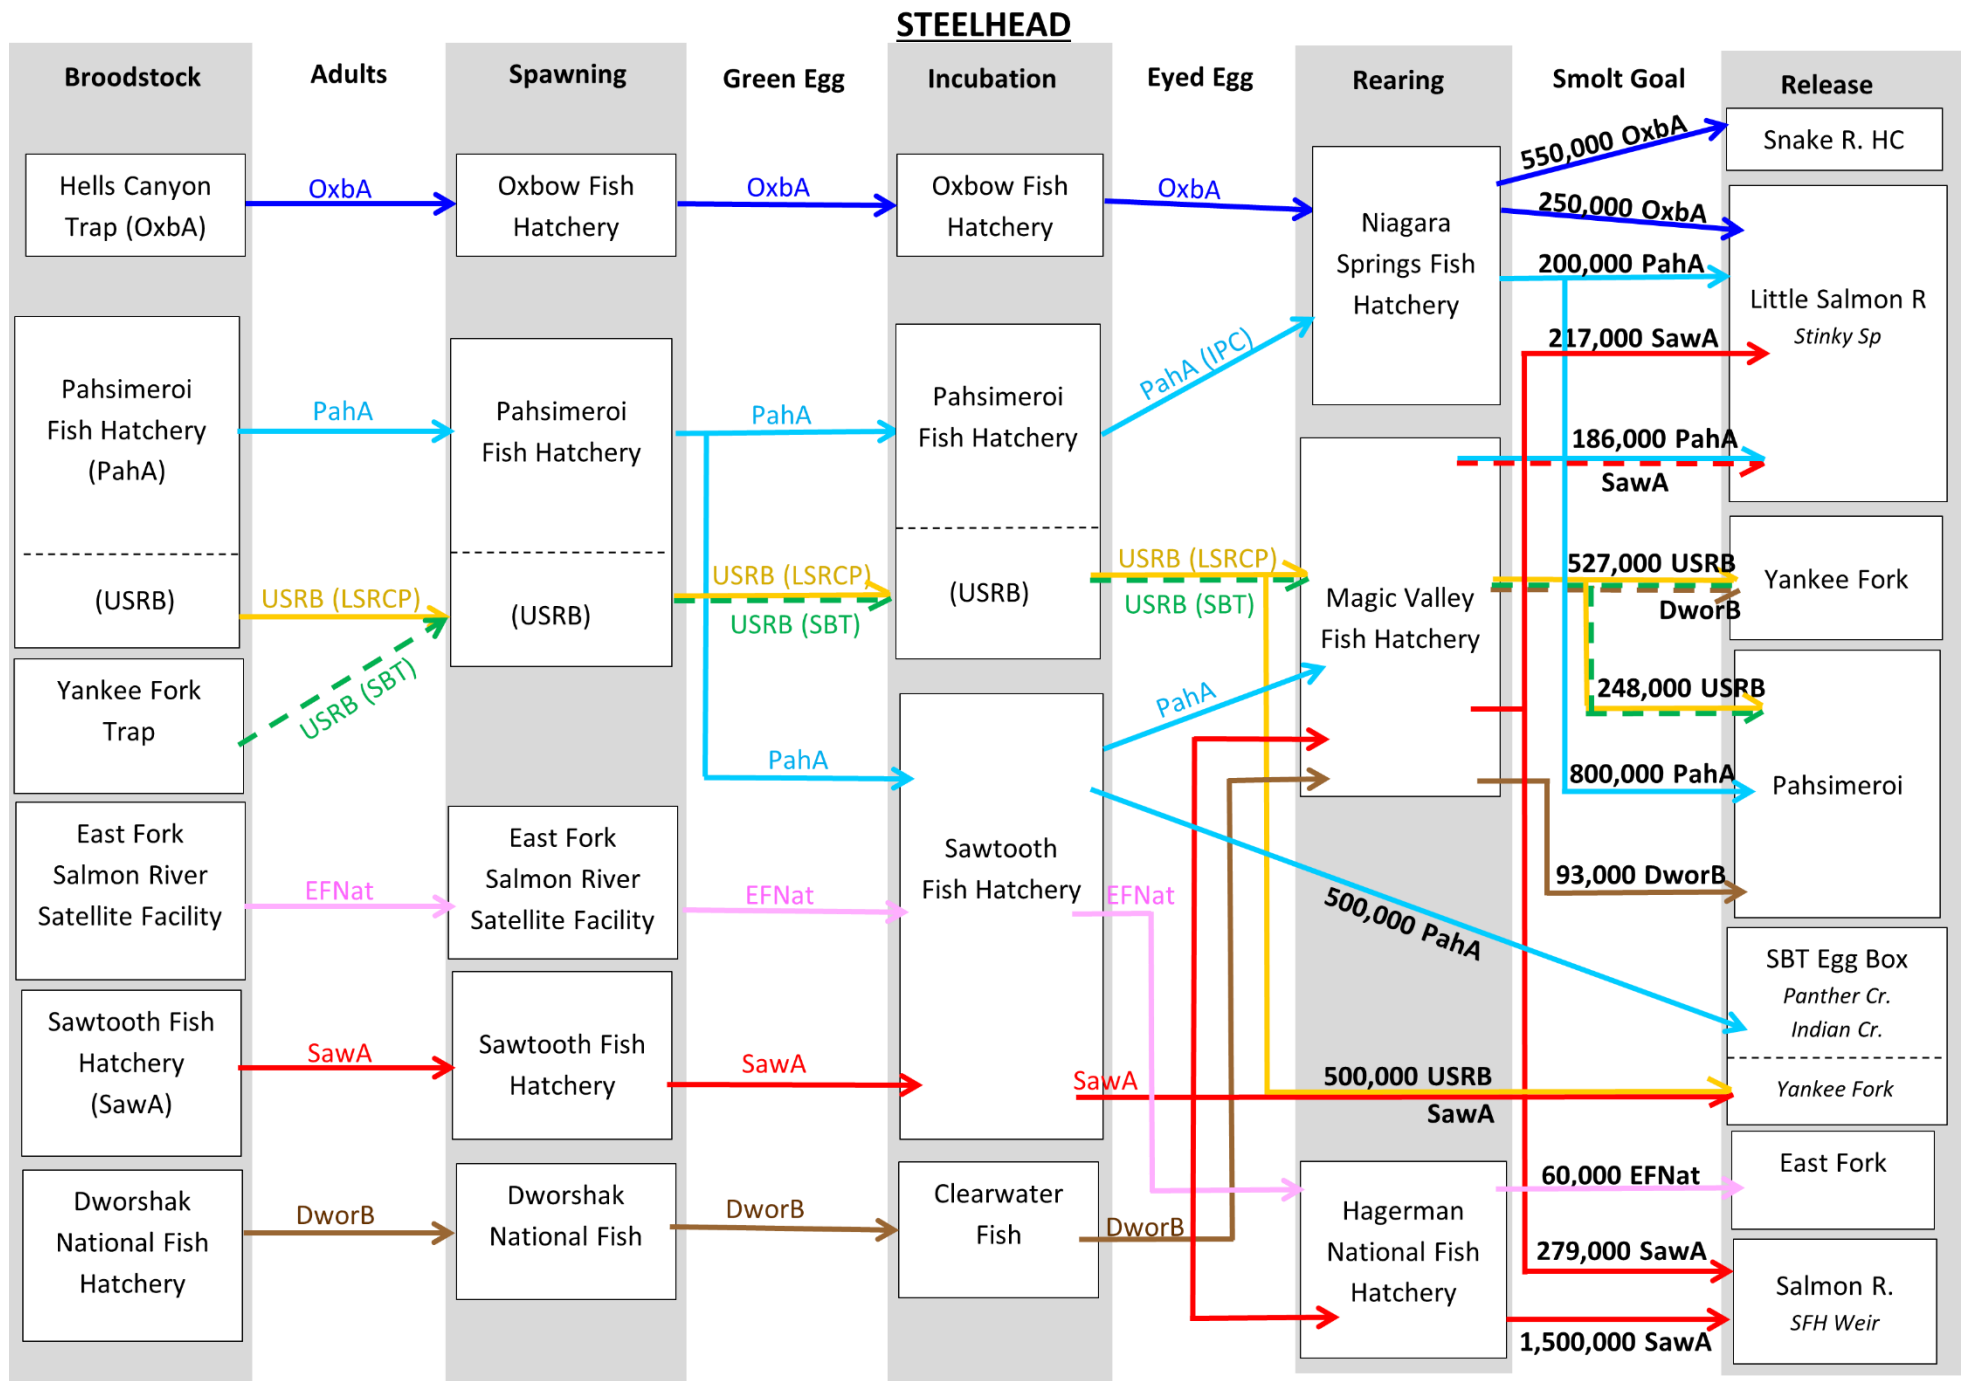 STEELHEAD
Broodstock
Adults
Spawning
Green Egg
Incubation
Eyed Egg
Rearing
Smolt Goal
Release
Hells Canyon
Trap (OxbA)
OxbA
Oxbow Fish
Hatchery
OxbA
Oxbow Fish
Hatchery
OxbA
Niagara
Springs Fish
Hatchery
550,000 OxbA
Snake R. HC
250,000 OxbA
200,000 PahA
Little Salmon R
Stinky Sp
217,000 SawA
186,000 PahA
SawA
Pahsimeroi
Fish Hatchery
(PahA)
(USRB)
PahA
USRB (LSRCP)
USRB (SBT)
Pahsimeroi
Fish Hatchery
(USRB)
PahA
USRB (LSRCP)
USRB (SBT)
PahA
Pahsimeroi
Fish Hatchery
(USRB)
PahA (IPC)
USRB (LSRCP)
USRB (SBT)
PahA
Magic Valley
Fish Hatchery
527,000 USRB
DworB
Yankee Fork
248,000 USRB
800,000 PahA
93,000 DworB
Pahsimeroi
Yankee Fork
Trap
East Fork
Salmon River
Satellite Facility
EFNat
East Fork
Salmon River
Satellite Facility
EFNat
Sawtooth
Fish Hatchery
EFNat
500,000 PahA
SBT Egg Box
Panther Cr.
Indian Cr.
Yankee Fork
Sawtooth Fish
Hatchery
(SawA)
SawA
Sawtooth Fish
Hatchery
SawA
SawA
500,000 USRB
SawA
Dworshak
National Fish
Hatchery
DworB
Dworshak
National Fish
DworB
Clearwater
Fish
DworB
Hagerman
National Fish
Hatchery
60,000 EFNat
East Fork
279,000 SawA
1,500,000 SawA
Salmon R.
SFH Weir